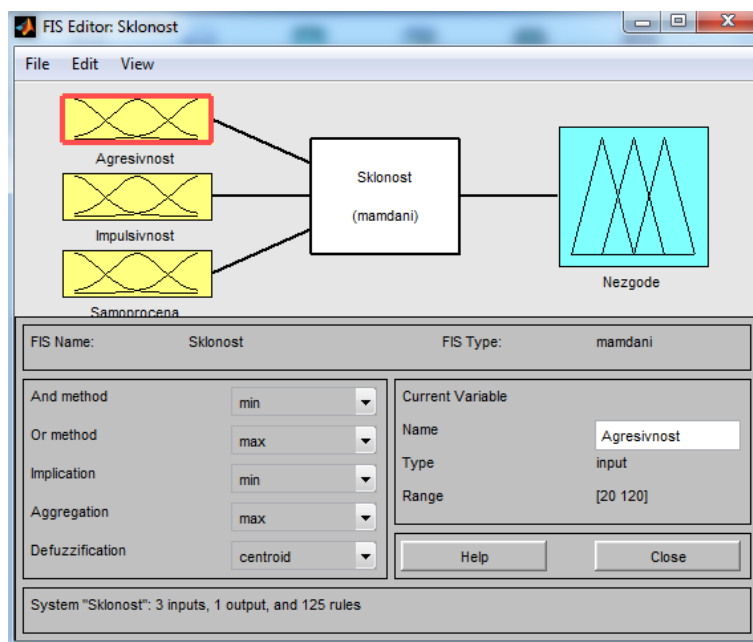 FIS Editor: Sklonost
File Edit View
Agresivnost
Impulsivnost
Samoprocena
Sklonost
(mamdani)
Nezgode
FIS Name: Sklonost FIS Type: mamdani
And method min
Or method max
Implication min
Aggregation max
Defuzzification centroid
Current Variable
Name Agresivnost
Type input
Range [20 120]
Help Close
System "Sklonost": 3 inputs, 1 output, and 125 rules